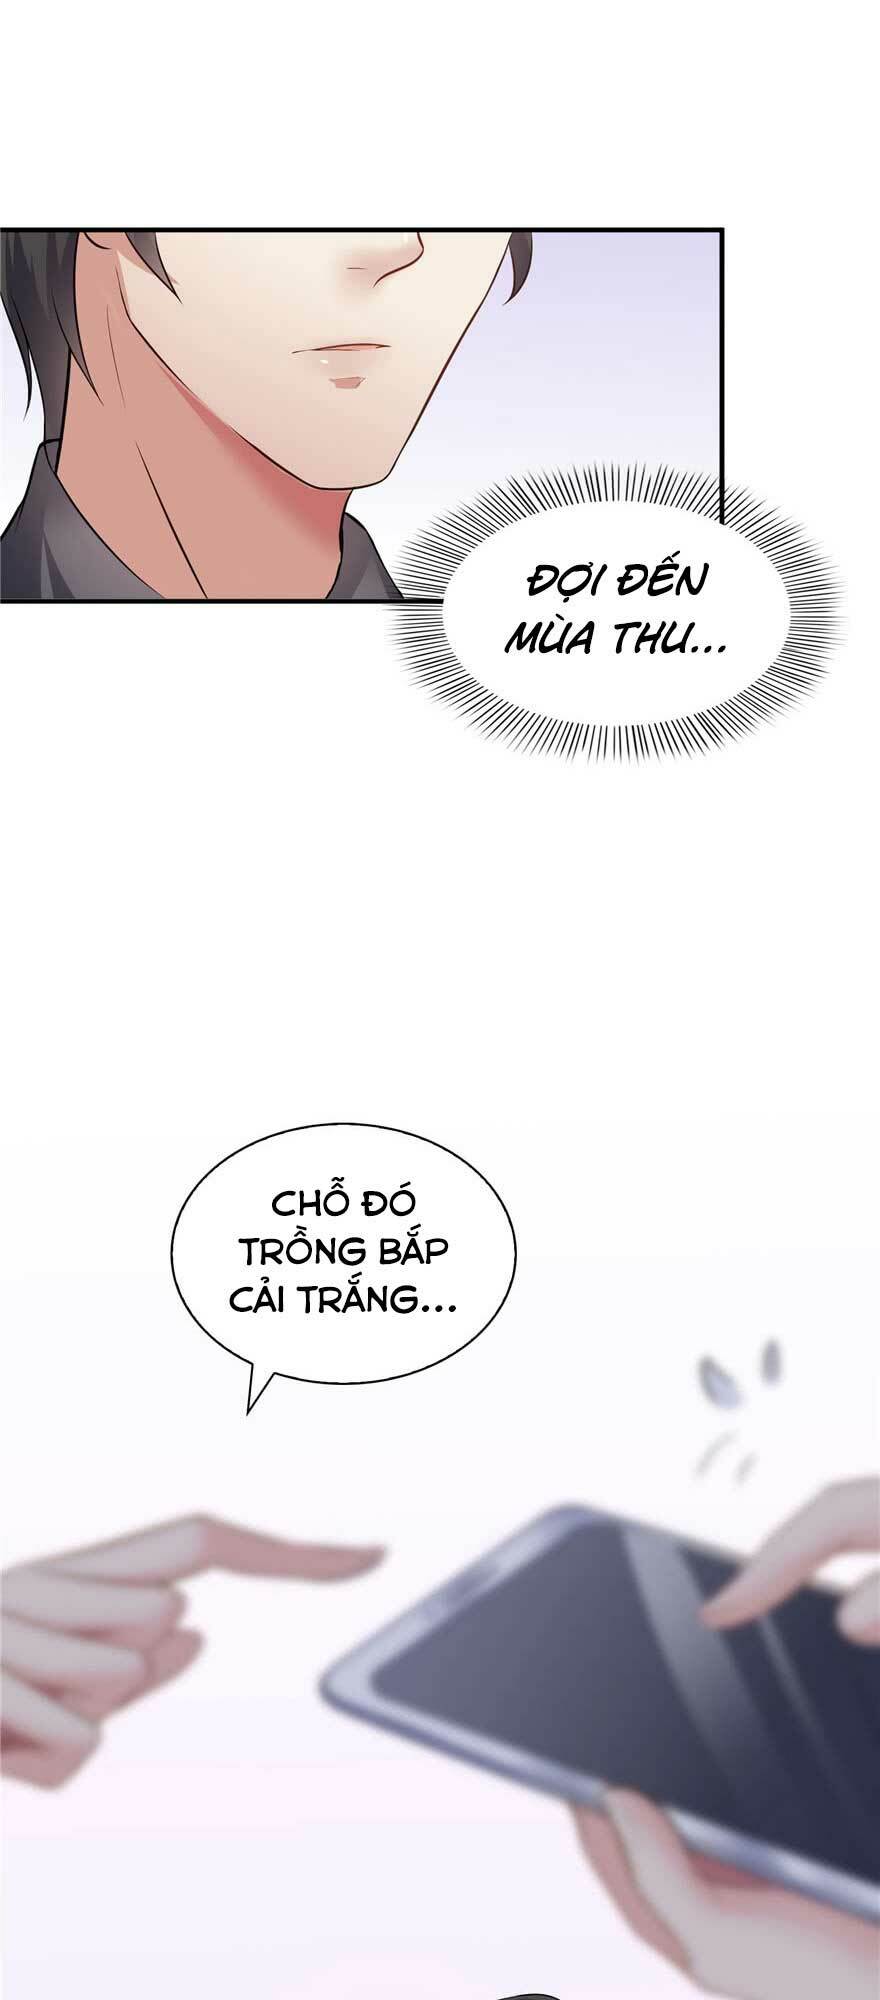 ĐỢI ĐẾN
MÙA THU...
CHỖ ĐÓ
TRỒNG BẮP
CẢI TRẮNG...